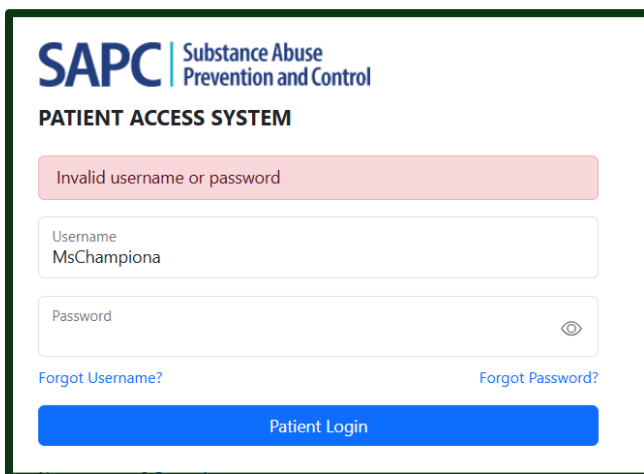 SAPC
Substance Abuse
Prevention and Control
PATIENT ACCESS SYSTEM
Invalid username or password
Username
MsChampiona
Password
Forgot Username?
Forgot Password?
Patient Login